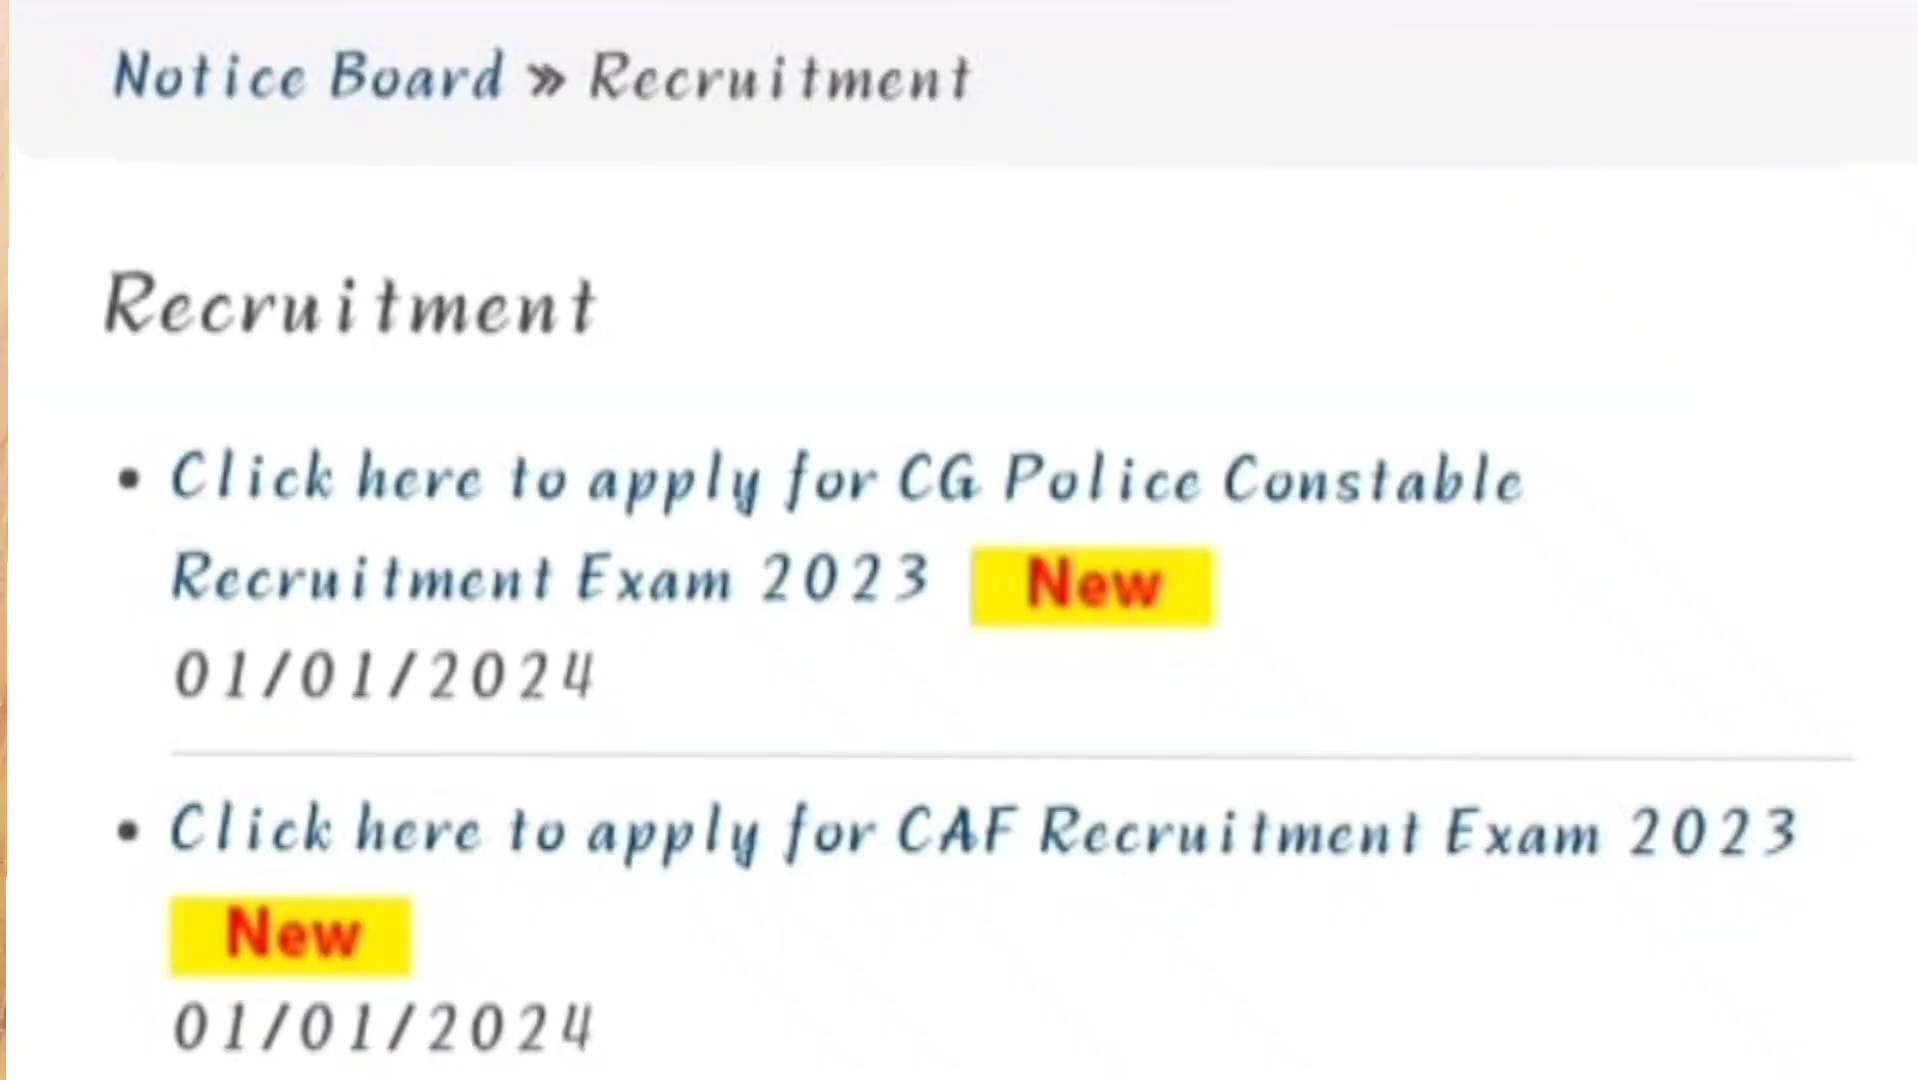 Notice Board » Recruitment
Recruitment
• Click here to apply for CG Police Constable
Recruitment Exam 2023 New
01/01/2024
• Click here to apply for CAF Recruitment Exam 2023
New
01/01/2024